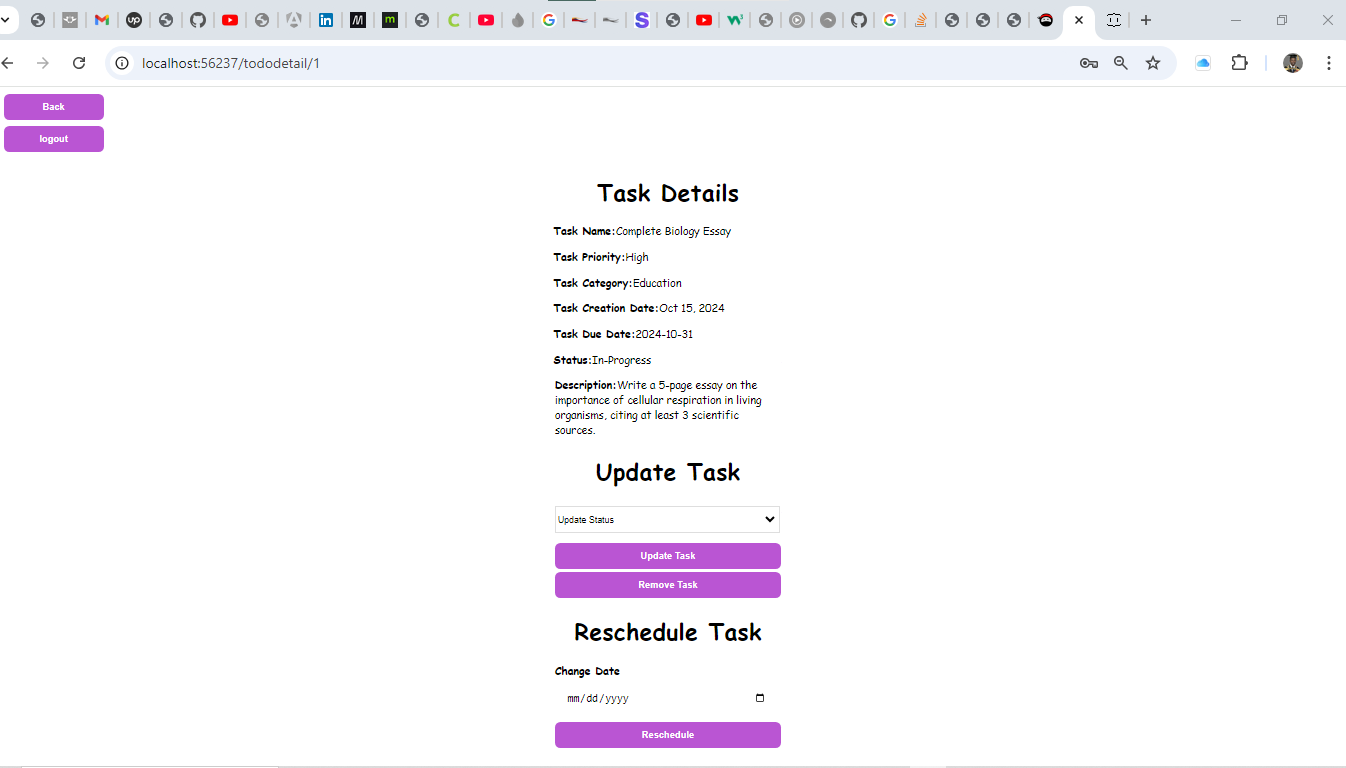 localhost:56237/tododetail/1
Back
logout
Task Details
Task Name:Complete Biology Essay
Task Priority:High
Task Category:Education
Task Creation Date:Oct 15, 2024
Task Due Date:2024-10-31
Status:In-Progress
Description:Write a 5-page essay on the
importance of cellular respiration in living
organisms, citing at least 3 scientific
sources.
Update Task
Update Status
Update Task
Remove Task
Reschedule Task
Change Date
mm/dd/yyyy
Reschedule